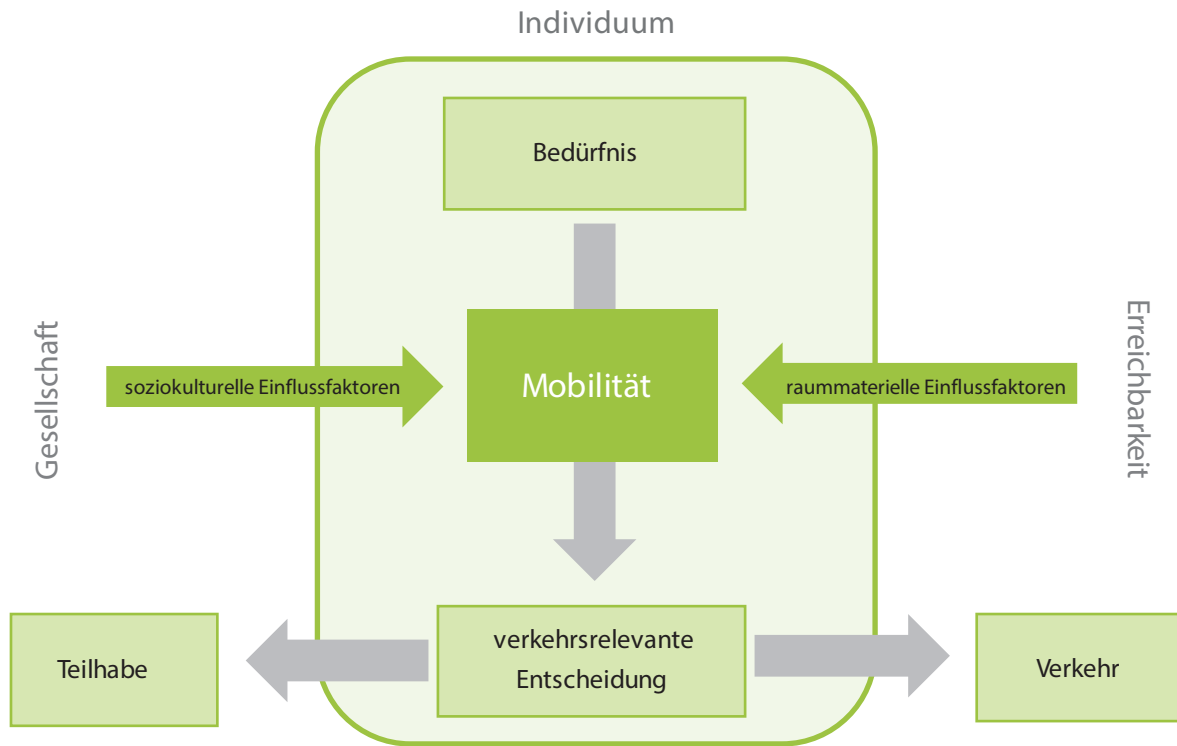 Individuum
Bedürfnis
Gesellschaft
soziokulturelle Einflussfaktoren
Mobilität
raummaterielle Einflussfaktoren
Erreichbarkeit
Teilhabe
verkehrsrelevante
Entscheidung
Verkehr